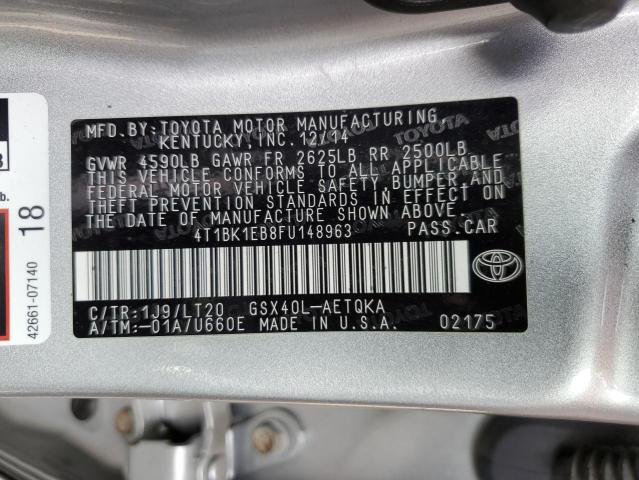 MFD. BY:TOYOTA MOTOR MANUFACTURING,
KENTUCKY, INC. 12/14
GVWR 4590LB GAWR FR 2625LB RR 2500LB
THIS VEHICLE CONFORMS TO ALL APPLICABLE
FEDERAL MOTOR VEHICLE SAFETY,BUMPER,AND
THEFT PREVENTION STANDARDS IN EFFECT ON
THE DATE OF MANUFACTURE SHOWN ABOVE.
4T1BK1EB8FU148963 PASS.CAR
TOYOTA
C/TR:1J9/LT20 GSX40L-AETQKA
A/TM:-01A/U660E MADE IN U.S.A. 02175
b.
18
42661-07140